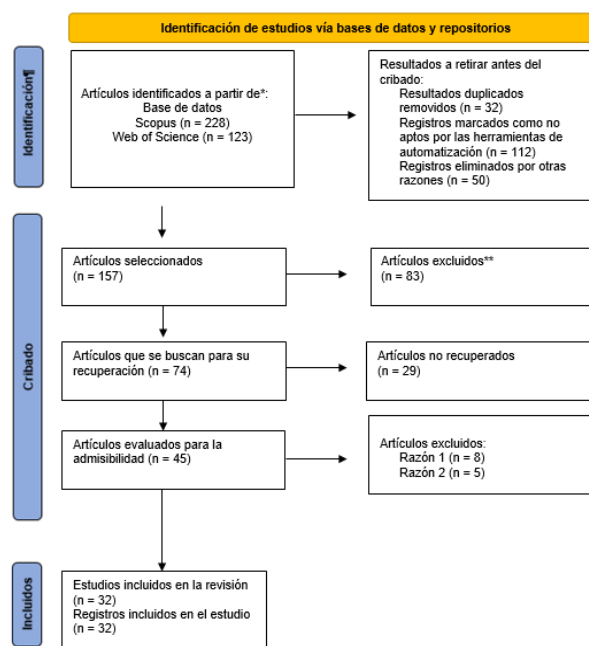 Identificación de estudios vía bases de datos y repositorios
Identificación¶
Artículos identificados a partir de*:
Base de datos
Scopus (n = 228)
Web of Science (n = 123)
Resultados a retirar antes del
cribado:
Resultados duplicados
removidos (n = 32)
Registros marcados como no
aptos por las herramientas de
automatización (n = 112)
Registros eliminados por otras
razones (n = 50)
Cribado
Artículos seleccionados
(n = 157)
Artículos excluidos**
(n = 83)
Artículos que se buscan para su
recuperación (n = 74)
Artículos no recuperados
(n = 29)
Artículos evaluados para la
admisibilidad (n = 45)
Artículos excluidos:
Razón 1 (n = 8)
Razón 2 (n = 5)
Incluidos
Estudios incluidos en la revisión
(n = 32)
Registros incluidos en el estudio
(n = 32)